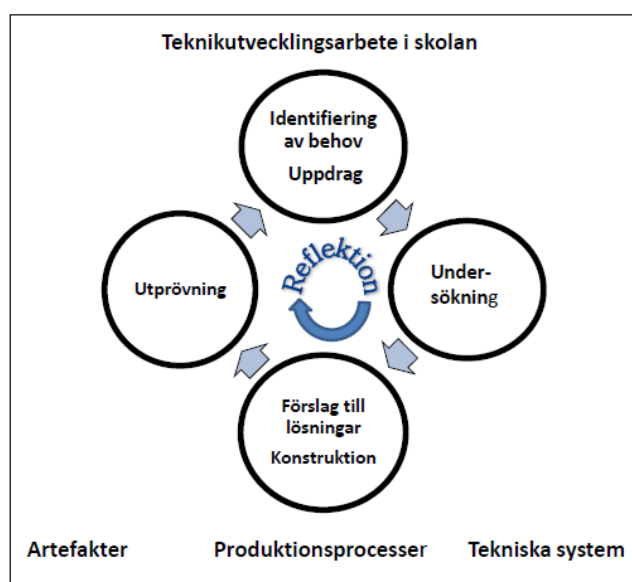 Teknikutvecklingsarbete i skolan
Identifiering
av behov
Uppdrag
Utprövning
Reflektion
Under-
sökning
Förslag till
lösningar
Konstruktion
Artefakter
Produktionsprocesser
Tekniska system